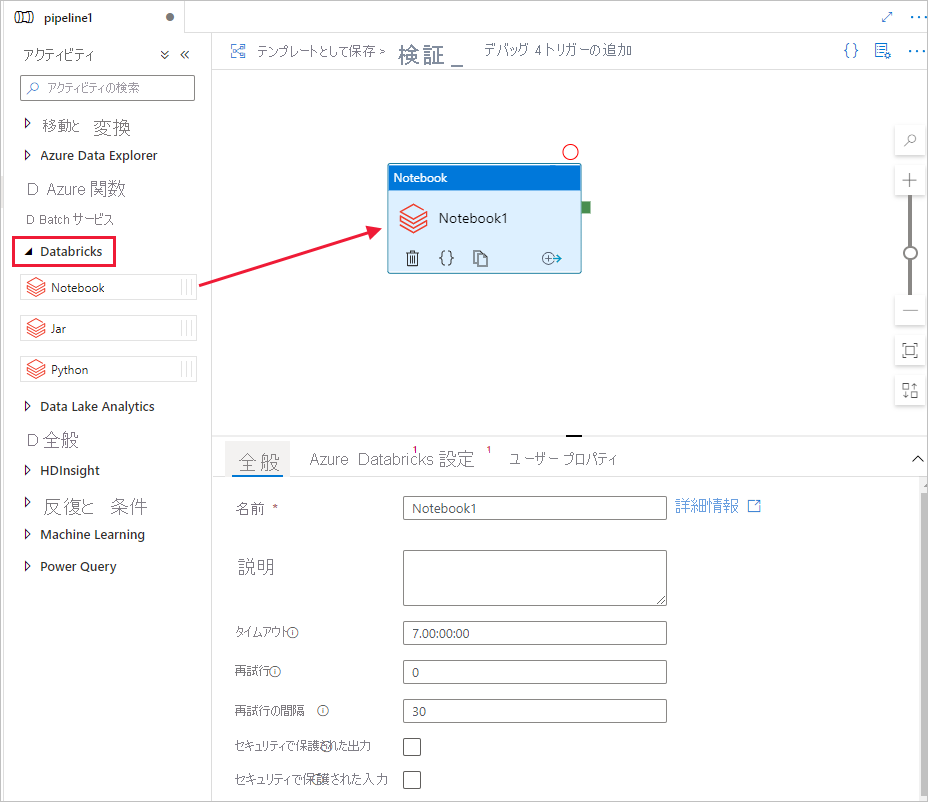 pipeline1
アクティビティ
テンプレートとして保存 >
検証 _
デバッグ 4トリガーの追加
アクティビティの検索
移動と 変換
Azure Data Explorer
D Azure 関数
D Batch サービス
Databricks
Notebook
Jar
Python
Data Lake Analytics
D 全般
HDInsight
反復と 条件
Machine Learning
Power Query
Notebook
Notebook1
全般
Azure Databricks 設定
1
1
ユーザー プロパティ
名前 *
Notebook1
詳細情報
説明
タイムアウト
7.00:00:00
再試行
0
再試行の間隔
30
セキュリティで保護された出力
セキュリティで保護された入力